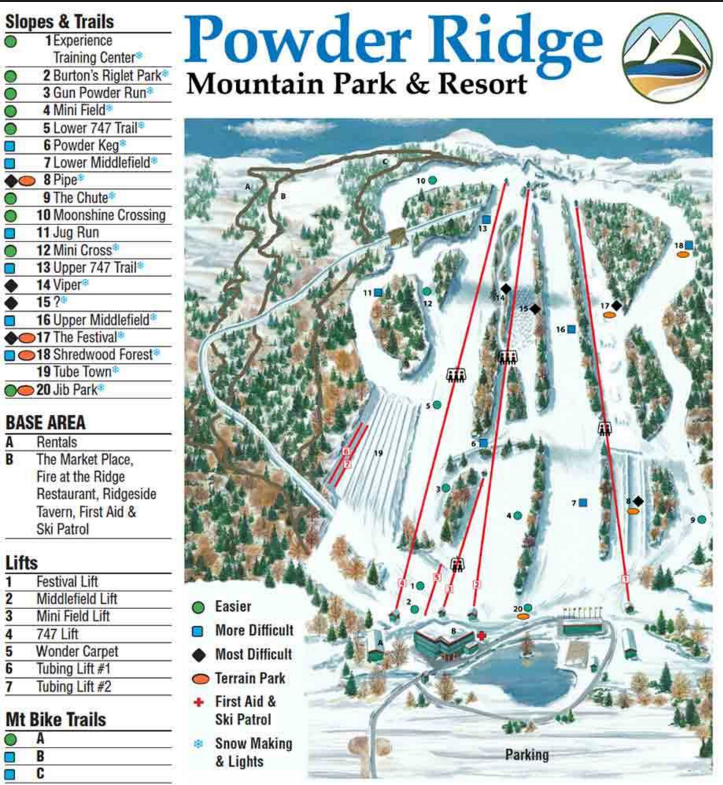 Slopes & Trails
1 Experience
Training Center*
2 Burton's Riglet Park*
3 Gun Powder Run*
4 Mini Field*
5 Lower 747 Trail*
6 Powder Keg*
7 Lower Middlefield*
8 Pipe*
9 The Chute*
10 Moonshine Crossing
11 Jug Run
12 Mini Cross*
13 Upper 747 Trail*
14 Viper*
15 ?*
16 Upper Middlefield*
17 The Festival*
18 Shredwood Forest*
19 Tube Town*
20 Jib Park*
BASE AREA
A Rentals
B The Market Place,
Fire at the Ridge
Restaurant, Ridgeside
Tavern, First Aid &
Ski Patrol
Lifts
1 Festival Lift
2 Middlefield Lift
3 Mini Field Lift
4 747 Lift
5 Wonder Carpet
6 Tubing Lift #1
7 Tubing Lift #2
Mt Bike Trails
A
B
C
Powder Ridge
Mountain Park & Resort
C
A
B
10
13
18
11
12
14
15
17
16
5
6
19
3
4
7
8
9
1
2
20
4
2
1
A
B
Easier
More Difficult
Most Difficult
Terrain Park
First Aid &
Ski Patrol
Snow Making
& Lights
Parking